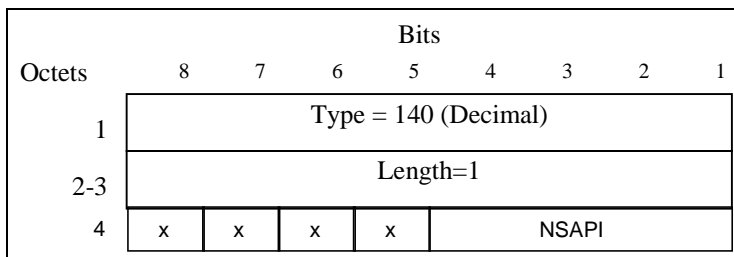 Bits
Octets 8 7 6 5 4 3 2 1
1 Type = 140 (Decimal)
2-3 Length=1
4 x x x x NSAPI